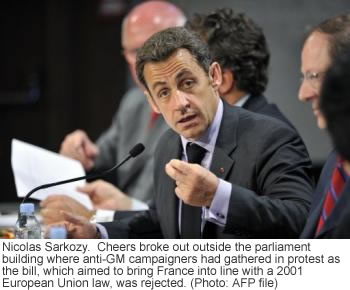 Nicolas Sarkozy. Cheers broke out outside the parliament
building where anti-GM campaigners had gathered in protest as
the bill, which aimed to bring France into line with a 2001
European Union law, was rejected. (Photo: AFP file)